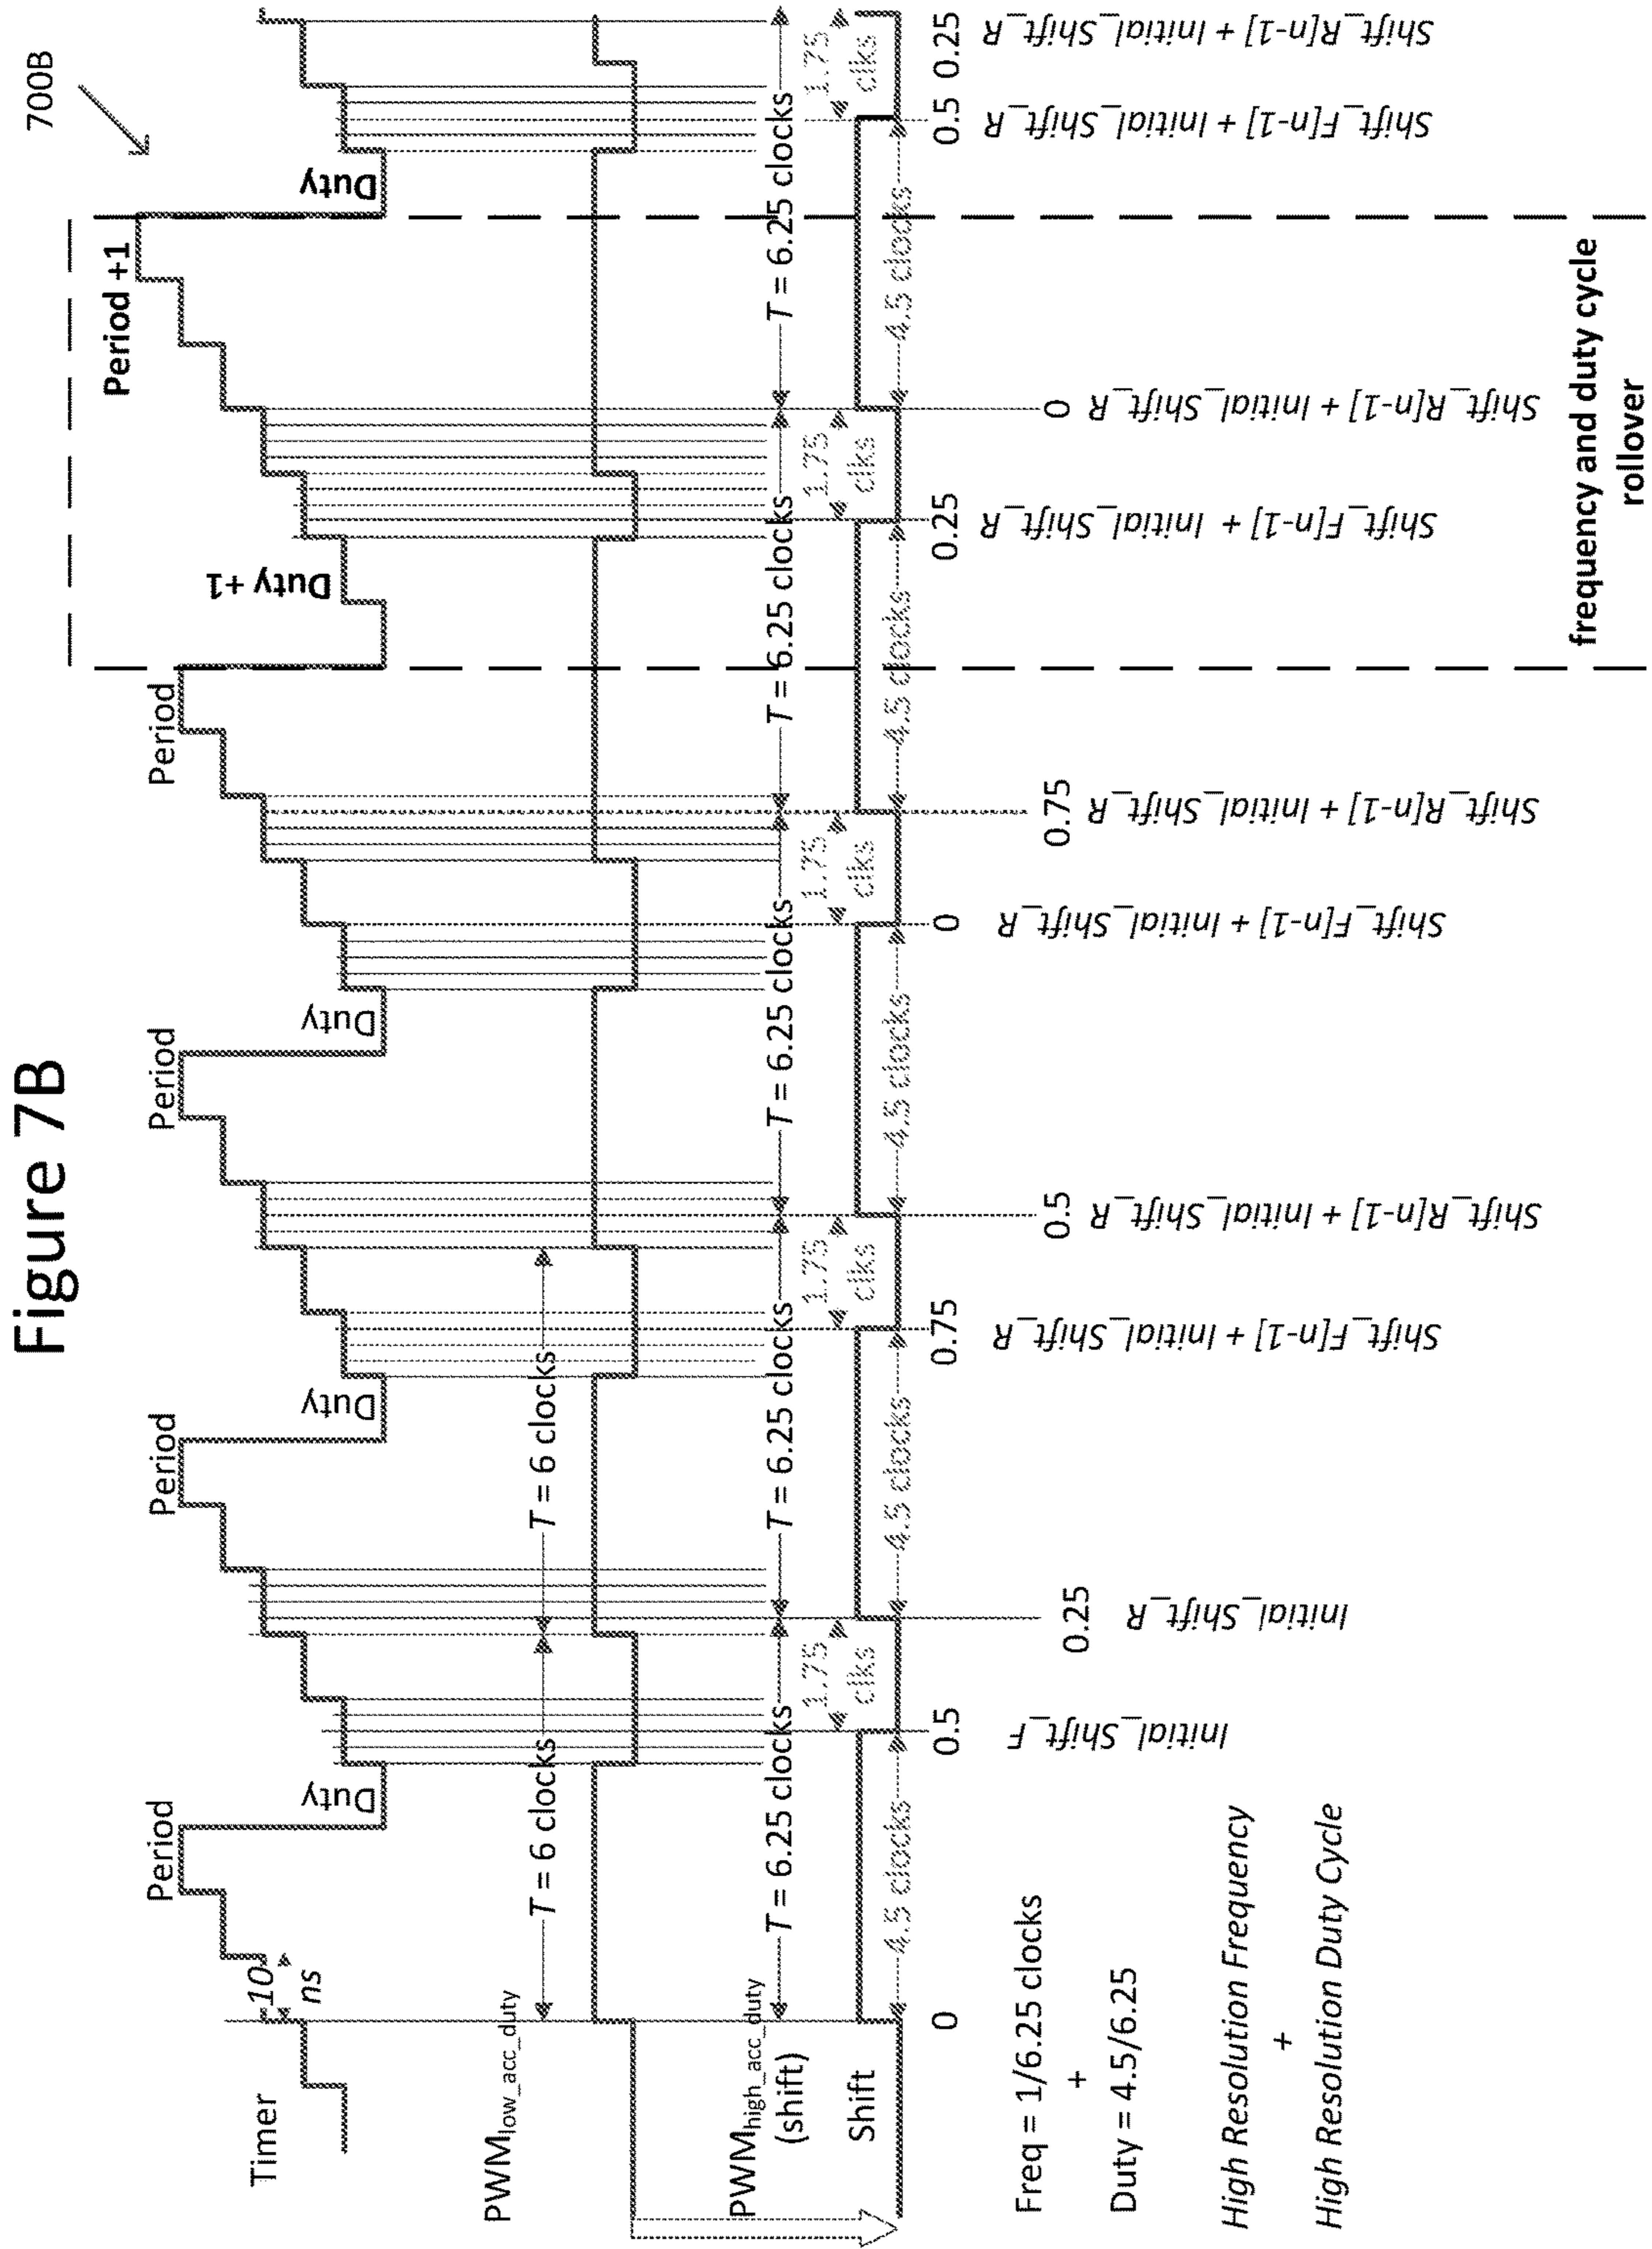 Figure 7B
700B
Timer
10
ns
Period
Period
Period
Period
Period +1
Duty
Duty
Duty
Duty +1
Duty
PWMlow_acc_duty
T = 6 clocks
T = 6 clocks
PWMhigh_acc_duty
(shift)
T = 6.25 clocks
T = 6.25 clocks
T = 6.25 clocks
T = 6.25 clocks
T = 6.25 clocks
1.75
clks
1.75
clks
1.75
clks
1.75
clks
1.75
clks
Shift
4.5 clocks
4.5 clocks
4.5 clocks
4.5 clocks
4.5 clocks
0
0.5
Initial_Shift_F
0.25
Initial_Shift_R
0.75
Shift_F[n-1] + Initial_Shift_R
0.5
Shift_R[n-1] + Initial_Shift_R
0
Shift_F[n-1] + Initial_Shift_R
0.75
Shift_R[n-1] + Initial_Shift_R
0.25
Shift_F[n-1] + Initial_Shift_R
0
Shift_R[n-1] + Initial_Shift_R
0.5
Shift_F[n-1] + Initial_Shift_R
0.25
Shift_R[n-1] + Initial_Shift_R
Freq = 1/6.25 clocks
+
Duty = 4.5/6.25
High Resolution Frequency
+
High Resolution Duty Cycle
frequency and duty cycle
rollover